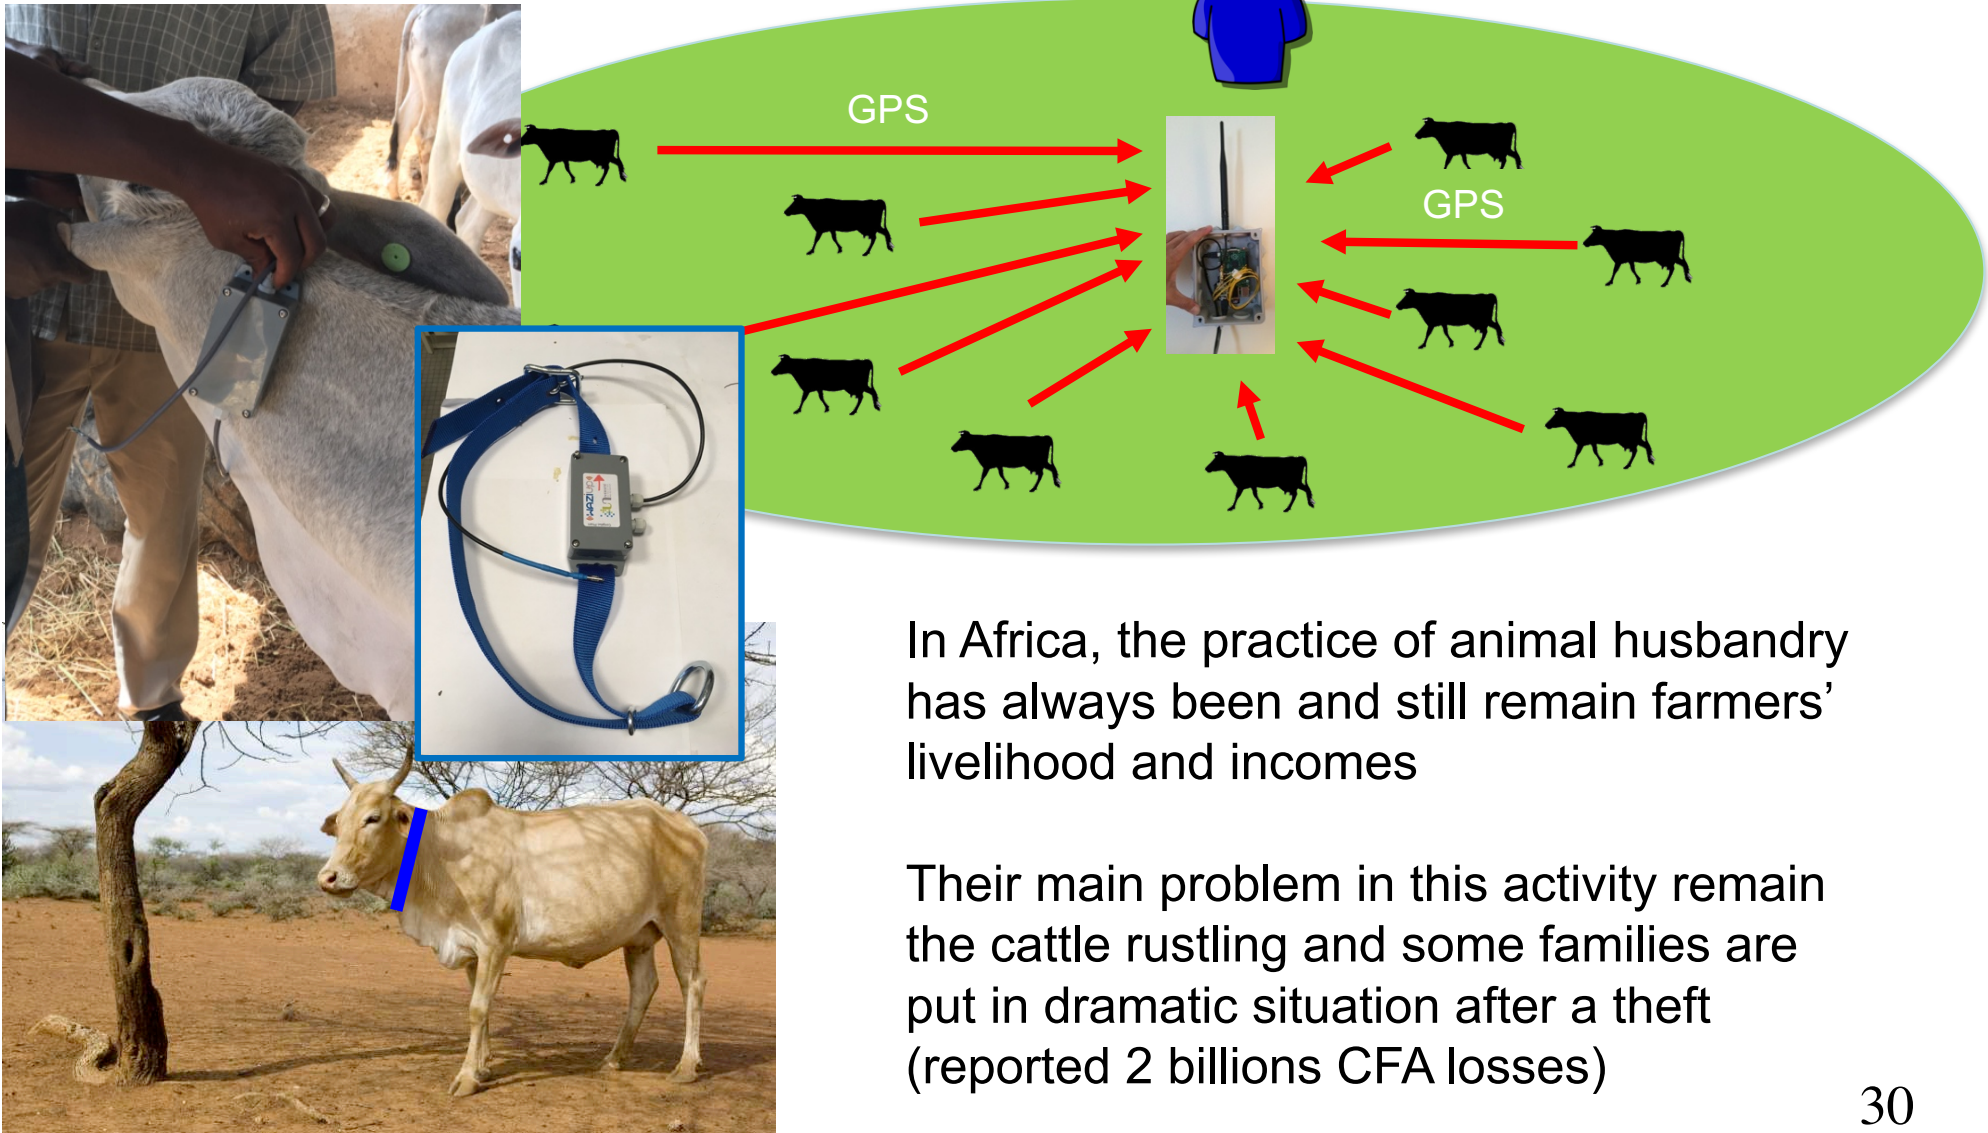 GPS
GPS
WAZIUP
In Africa, the practice of animal husbandry
has always been and still remain farmers’
livelihood and incomes
Their main problem in this activity remain
the cattle rustling and some families are
put in dramatic situation after a theft
(reported 2 billions CFA losses)
30